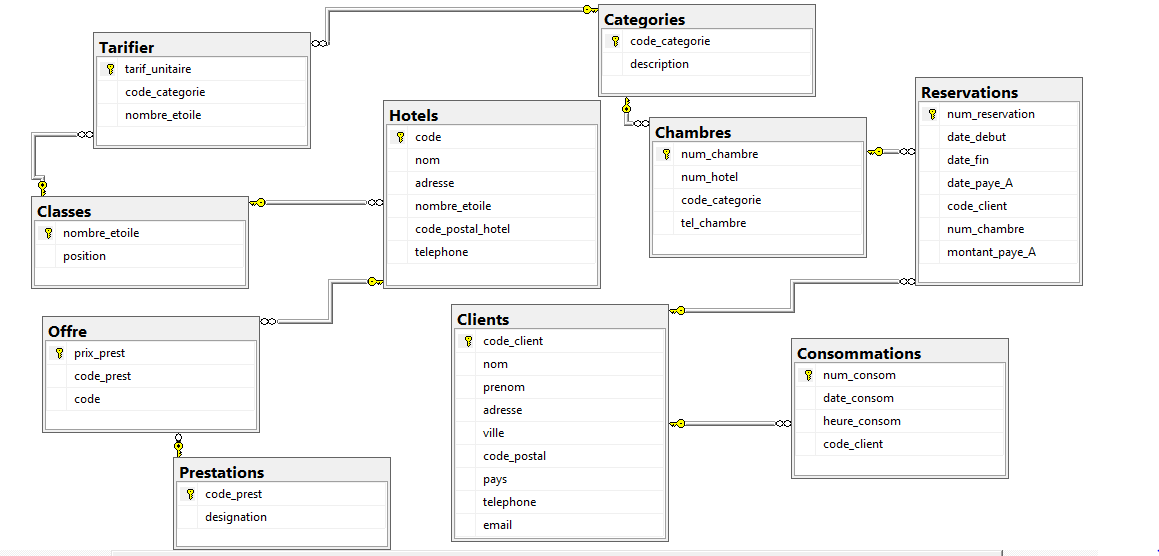 Tarifier
tarif_unitaire
code_categorie
nombre_etoile
Categories
code_categorie
description
Hotels
code
nom
adresse
nombre_etoile
code_postal_hotel
telephone
Chambres
num_chambre
num_hotel
code_categorie
tel_chambre
Reservations
num_reservation
date_debut
date_fin
date_paye_A
code_client
num_chambre
montant_paye_A
Classes
nombre_etoile
position
Offre
prix_prest
code_prest
code
Clients
code_client
nom
prenom
adresse
ville
code_postal
pays
telephone
email
Consommations
num_consom
date_consom
heure_consom
code_client
Prestations
code_prest
designation